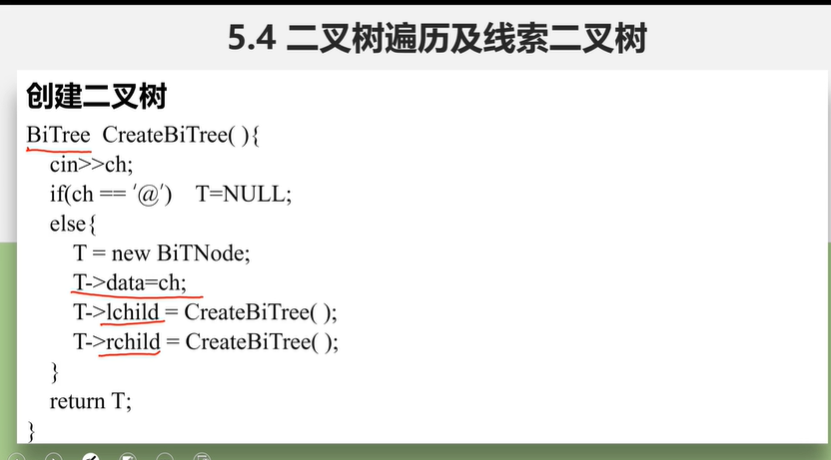 5.4 二叉树遍历及线索二叉树
创建二叉树
BiTree CreateBiTree( ){
cin>>ch;
if(ch == '@') T=NULL;
else{
T = new BiTNode;
T->data=ch;
T->lchild = CreateBiTree( );
T->rchild = CreateBiTree( );
}
return T;
}